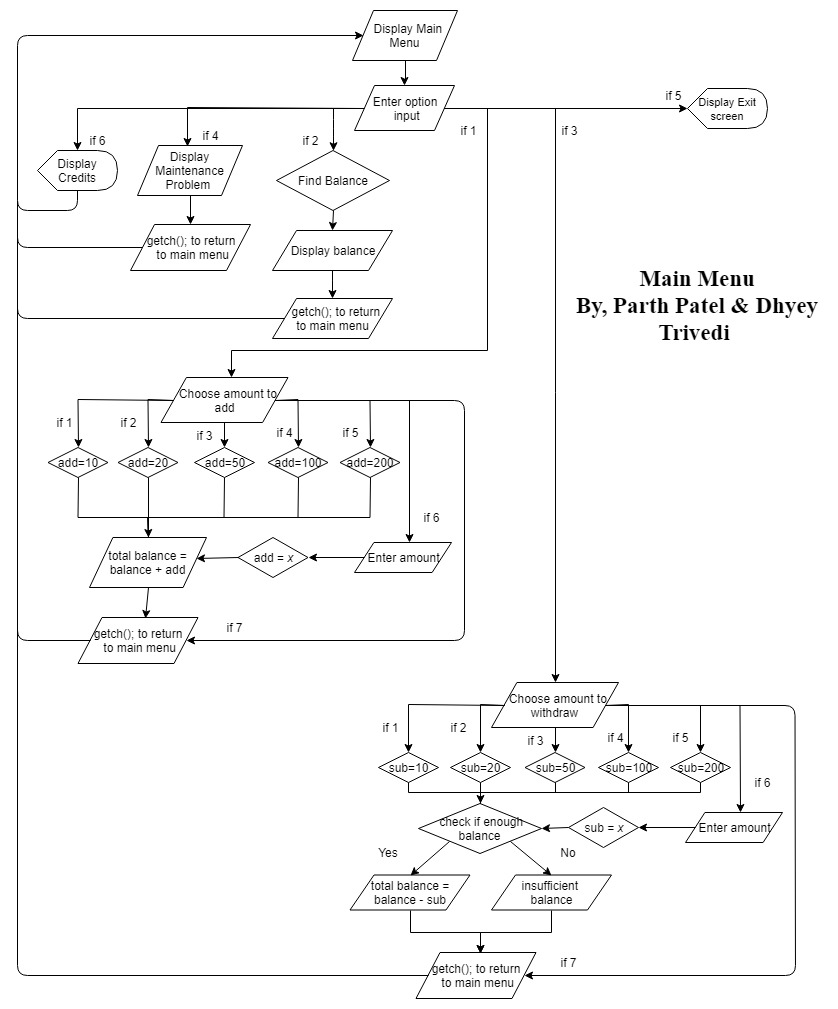 Display Main
Menu
Enter option
input
if 5
Display Exit
screen
if 1
if 3
if 6
Display
Credits
if 4
Display
Maintenance
Problem
if 2
Find Balance
getch(); to return
to main menu
Display balance
getch(); to return
to main menu
Main Menu
By, Parth Patel & Dhyey
Trivedi
Choose amount to
add
if 1
if 2
if 3
if 4
if 5
add=10
add=20
add=50
add=100
add=200
if 6
total balance =
balance + add
add = x
Enter amount
getch(); to return
to main menu
if 7
Choose amount to
withdraw
if 1
if 2
if 3
if 4
if 5
sub=10
sub=20
sub=50
sub=100
sub=200
if 6
check if enough
balance
sub = x
Enter amount
Yes
No
total balance =
balance - sub
insufficient
balance
getch(); to return
to main menu
if 7